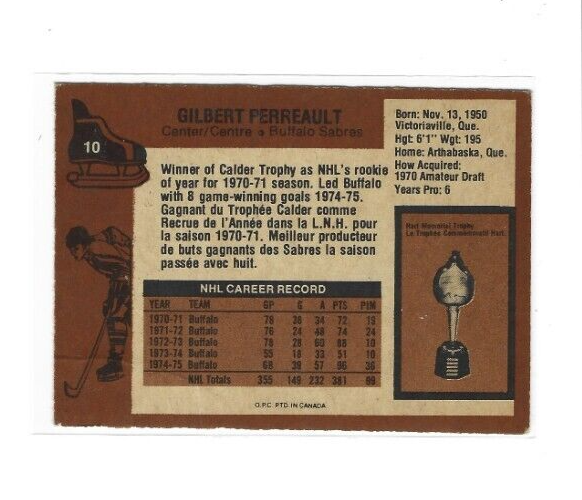 10
GILBERT PERREAULT
Center/Centre Buffalo Sabres
Born: Nov. 13, 1950
Victoriaville, Que.
Hgt: 6'1" Wgt: 195
Home: Arthabaska, Que.
How Acquired:
1970 Amateur Draft
Years Pro: 6
Winner of Calder Trophy as NHL's rookie
of year for 1970-71 season. Led Buffalo
with 8 game-winning goals 1974-75.
Gagnant du Trophée Calder comme
Recrue de l'Année dans la L.N.H. pour
la saison 1970-71. Meilleur producteur
de buts gagnants des Sabres la saison
passée avec huit.
Hart Memorial Trophy
Le Trophée Commémoratif Hart
NHL CAREER RECORD
YEAR TEAM GP G A PTS PIM
1970-71 Buffalo 78 38 34 72 19
1971-72 Buffalo 76 24 48 74 24
1972-73 Buffalo 78 28 60 88 10
1973-74 Buffalo 55 18 33 51 10
1974-75 Buffalo 68 39 57 96 36
NHL Totals 355 149 232 381 99
O.P.C. PTD. IN CANADA